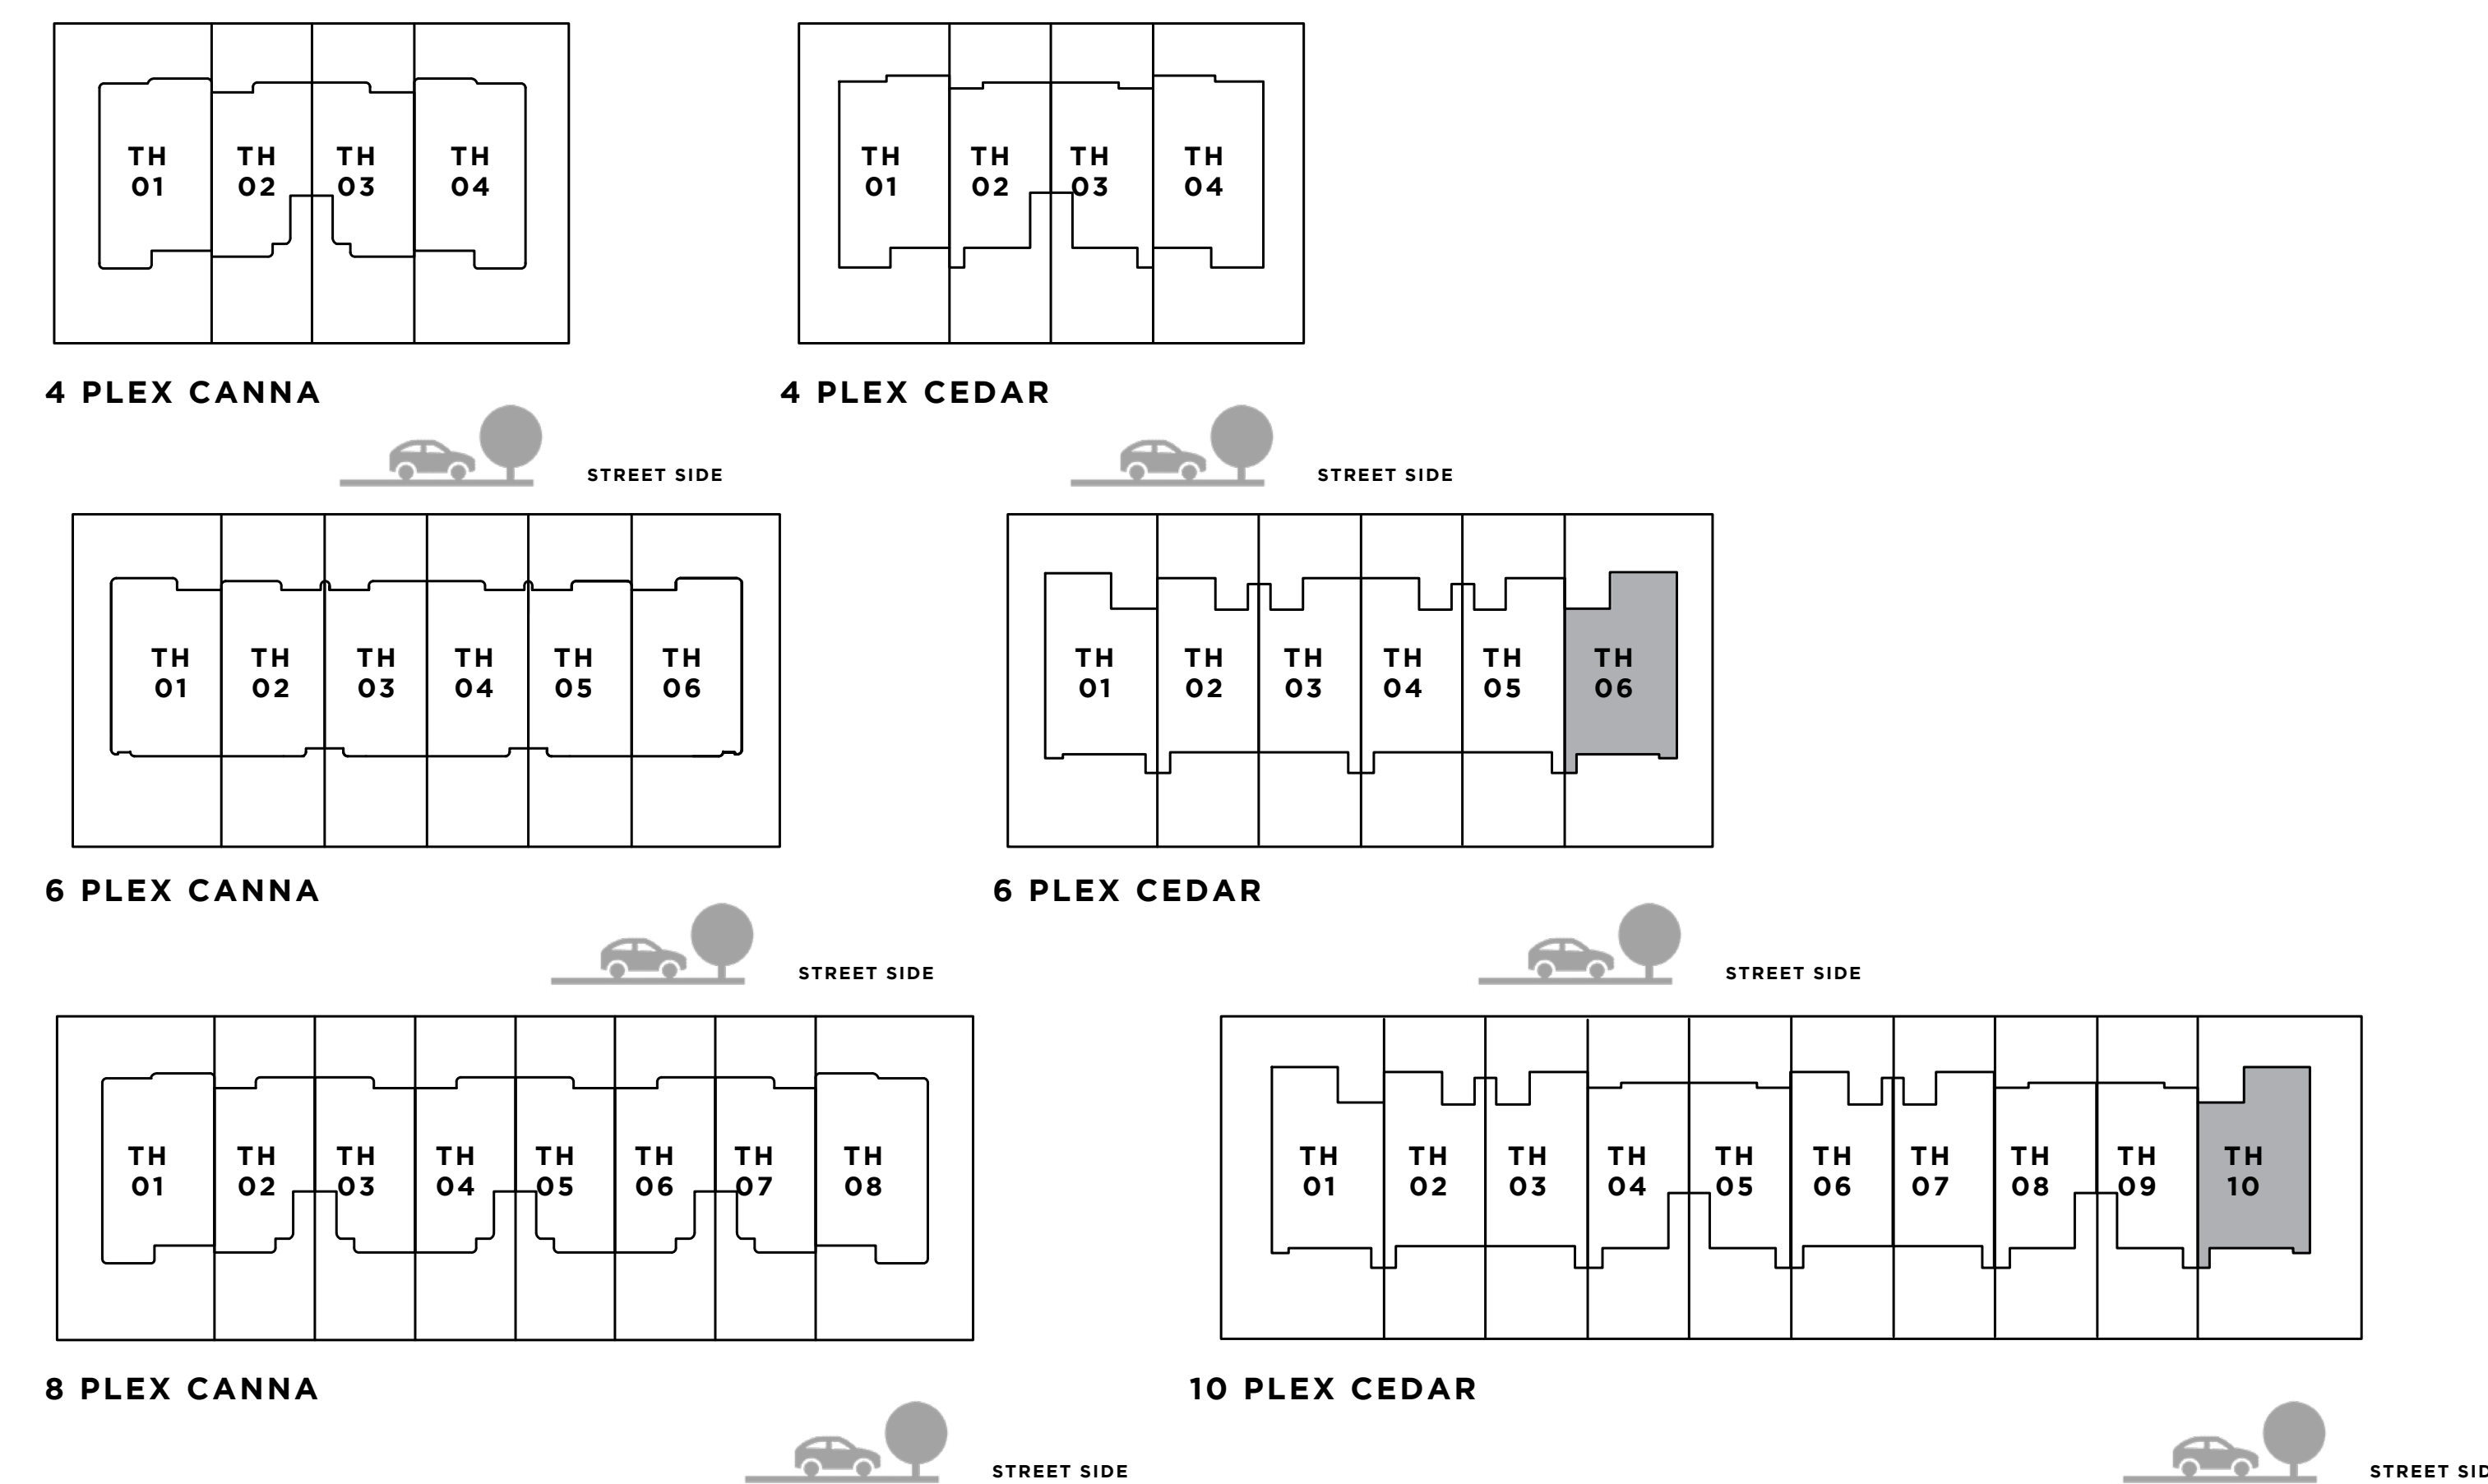 TH
01
TH
02
TH
03
TH
04
4 PLEX CANNA
STREET SIDE
TH
01
TH
02
TH
03
TH
04
4 PLEX CEDAR
STREET SIDE
TH
01
TH
02
TH
03
TH
04
TH
05
TH
06
6 PLEX CANNA
STREET SIDE
TH
01
TH
02
TH
03
TH
04
TH
05
TH
06
6 PLEX CEDAR
STREET SIDE
TH
01
TH
02
TH
03
TH
04
TH
05
TH
06
TH
07
TH
08
8 PLEX CANNA
STREET SIDE
TH
01
TH
02
TH
03
TH
04
TH
05
TH
06
TH
07
TH
08
TH
09
TH
10
10 PLEX CEDAR
STREET